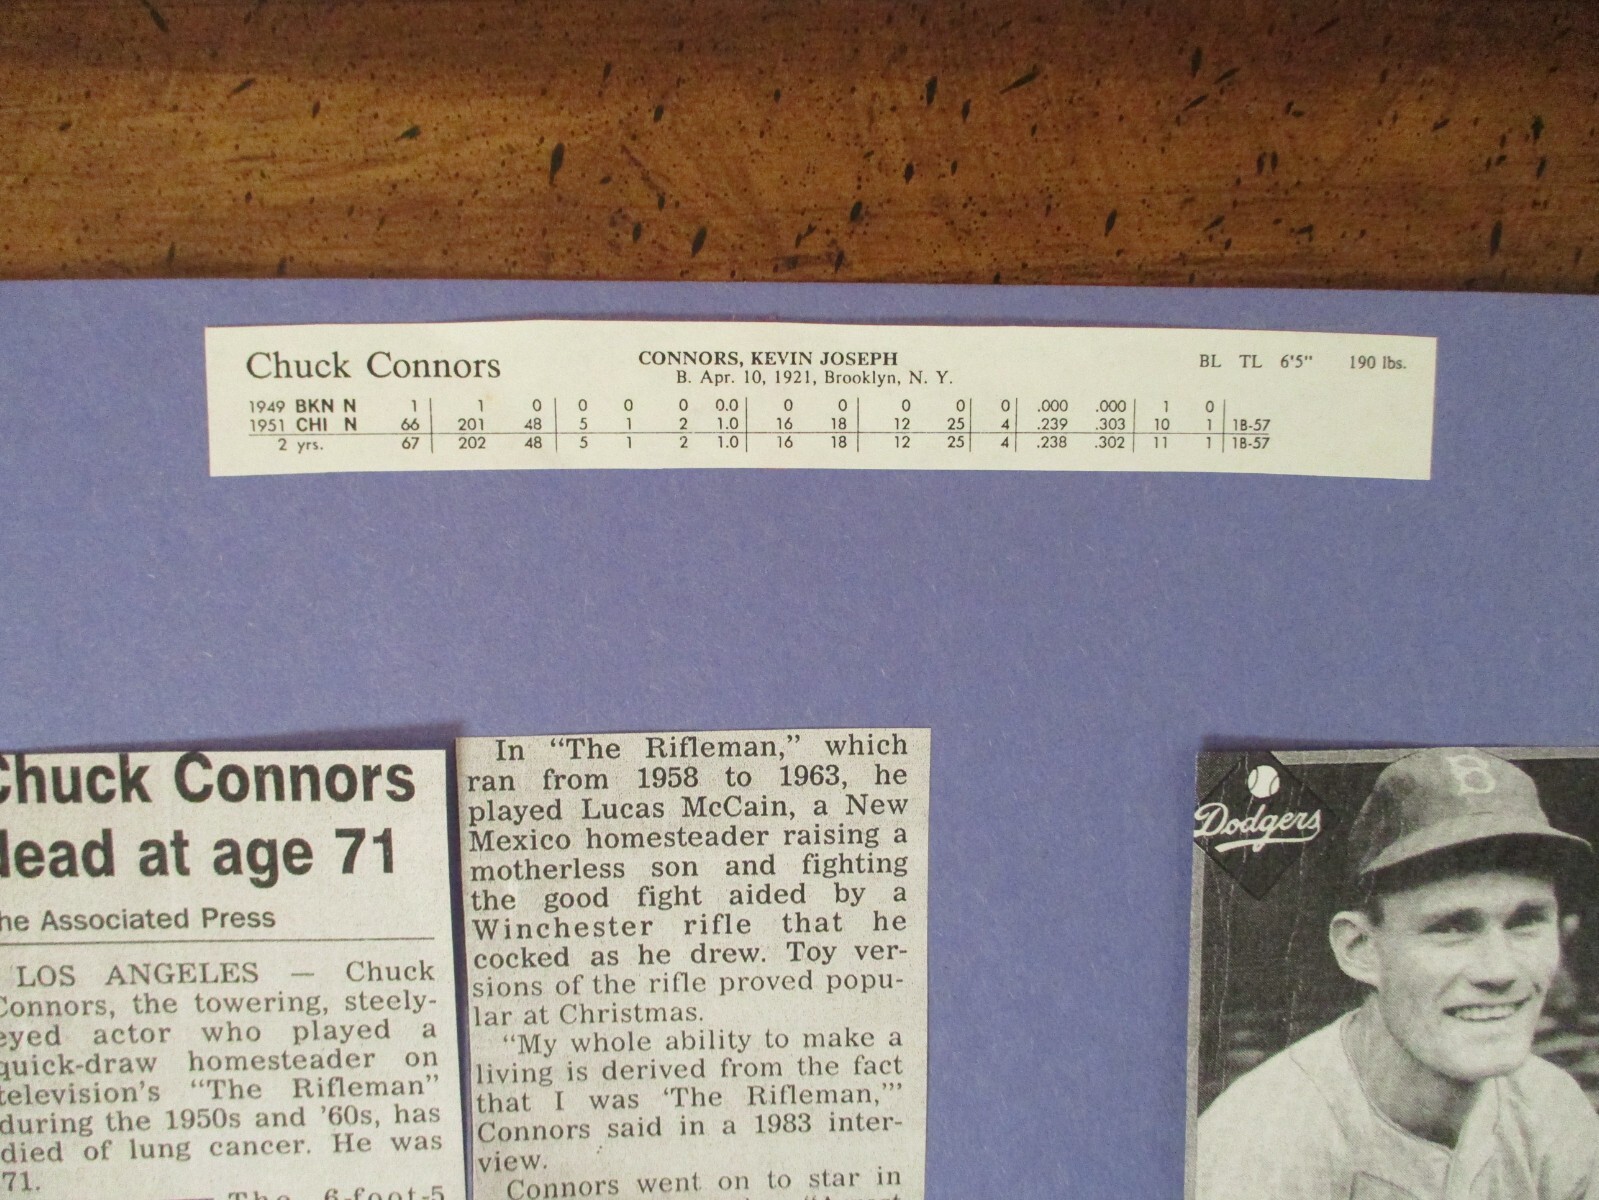 Chuck Connors CONNORS, KEVIN JOSEPH BL TL 6'5" 190 lbs.
B. Apr. 10, 1921, Brooklyn, N. Y.
1949 BKN N 1 1 0 0 0 0 0.0 0 0 0 0 0 .000 .000 1 0
1951 CHI N 66 201 48 5 1 2 1.0 16 18 12 25 4 .239 .303 10 1 1B-57
2 yrs. 67 202 48 5 1 2 1.0 16 18 12 25 4 .238 .302 11 1 1B-57
Chuck Connors
dead at age 71
he Associated Press
LOS ANGELES — Chuck
Connors, the towering, steely-
eyed actor who played a
quick-draw homesteader on
television's "The Rifleman"
during the 1950s and '60s, has
died of lung cancer. He was
71.
The 6-foot-5
In "The Rifleman," which
ran from 1958 to 1963, he
played Lucas McCain, a New
Mexico homesteader raising a
motherless son and fighting
the good fight aided by a
Winchester rifle that he
cocked as he drew. Toy ver-
sions of the rifle proved popu-
lar at Christmas.
"My whole ability to make a
living is derived from the fact
that I was 'The Rifleman,'"
Connors said in a 1983 inter-
view.
Connors went on to star in
Dodgers
B